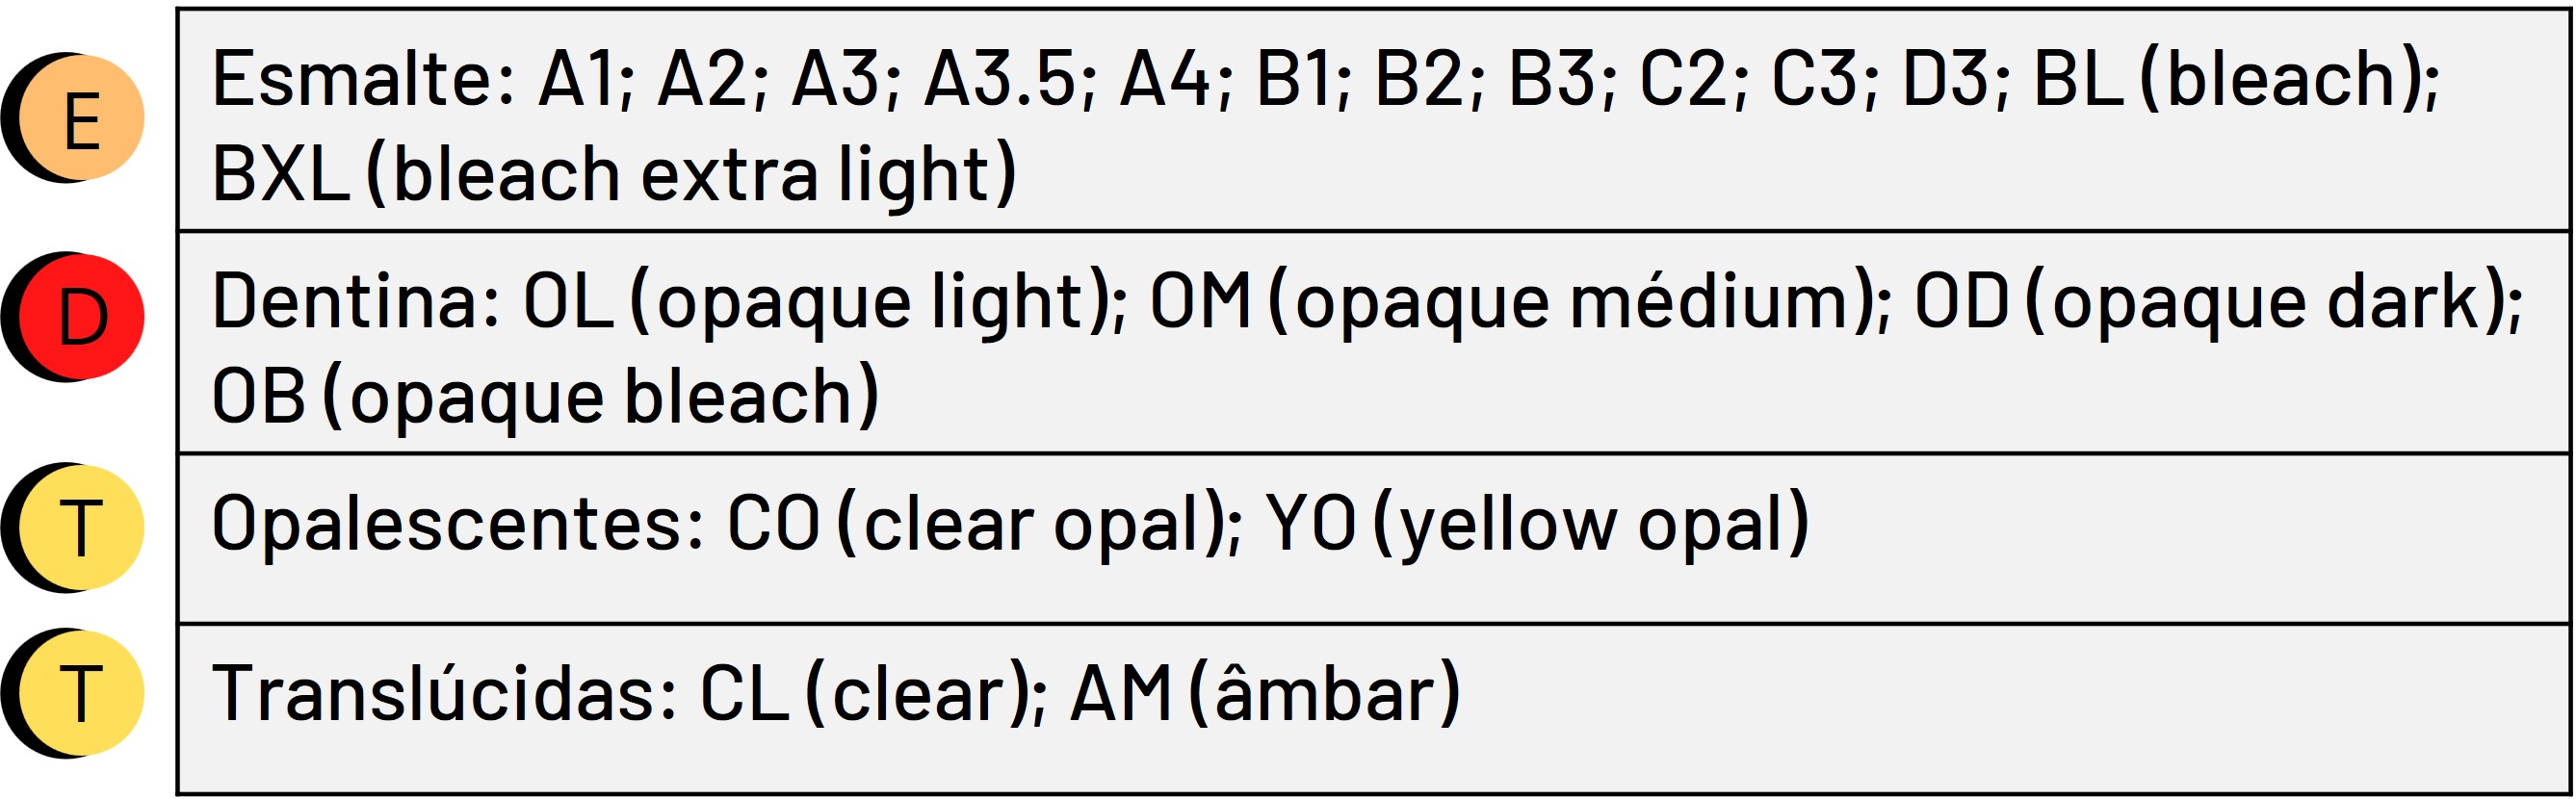 E
Esmalte: A1; A2; A3; A3.5; A4; B1; B2; B3; C2; C3; D3; BL (bleach);
BXL (bleach extra light)
D
Dentina: OL (opaque light); OM (opaque médium); OD (opaque dark);
OB (opaque bleach)
T
Opalescentes: CO (clear opal); YO (yellow opal)
T
Translúcidas: CL (clear); AM (âmbar)